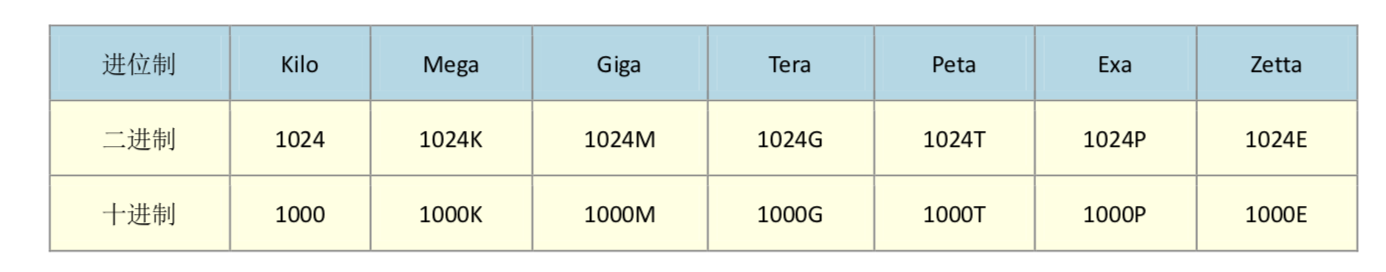 进位制 Kilo Mega Giga Tera Peta Exa Zetta
二进制 1024 1024K 1024M 1024G 1024T 1024P 1024E
十进制 1000 1000K 1000M 1000G 1000T 1000P 1000E